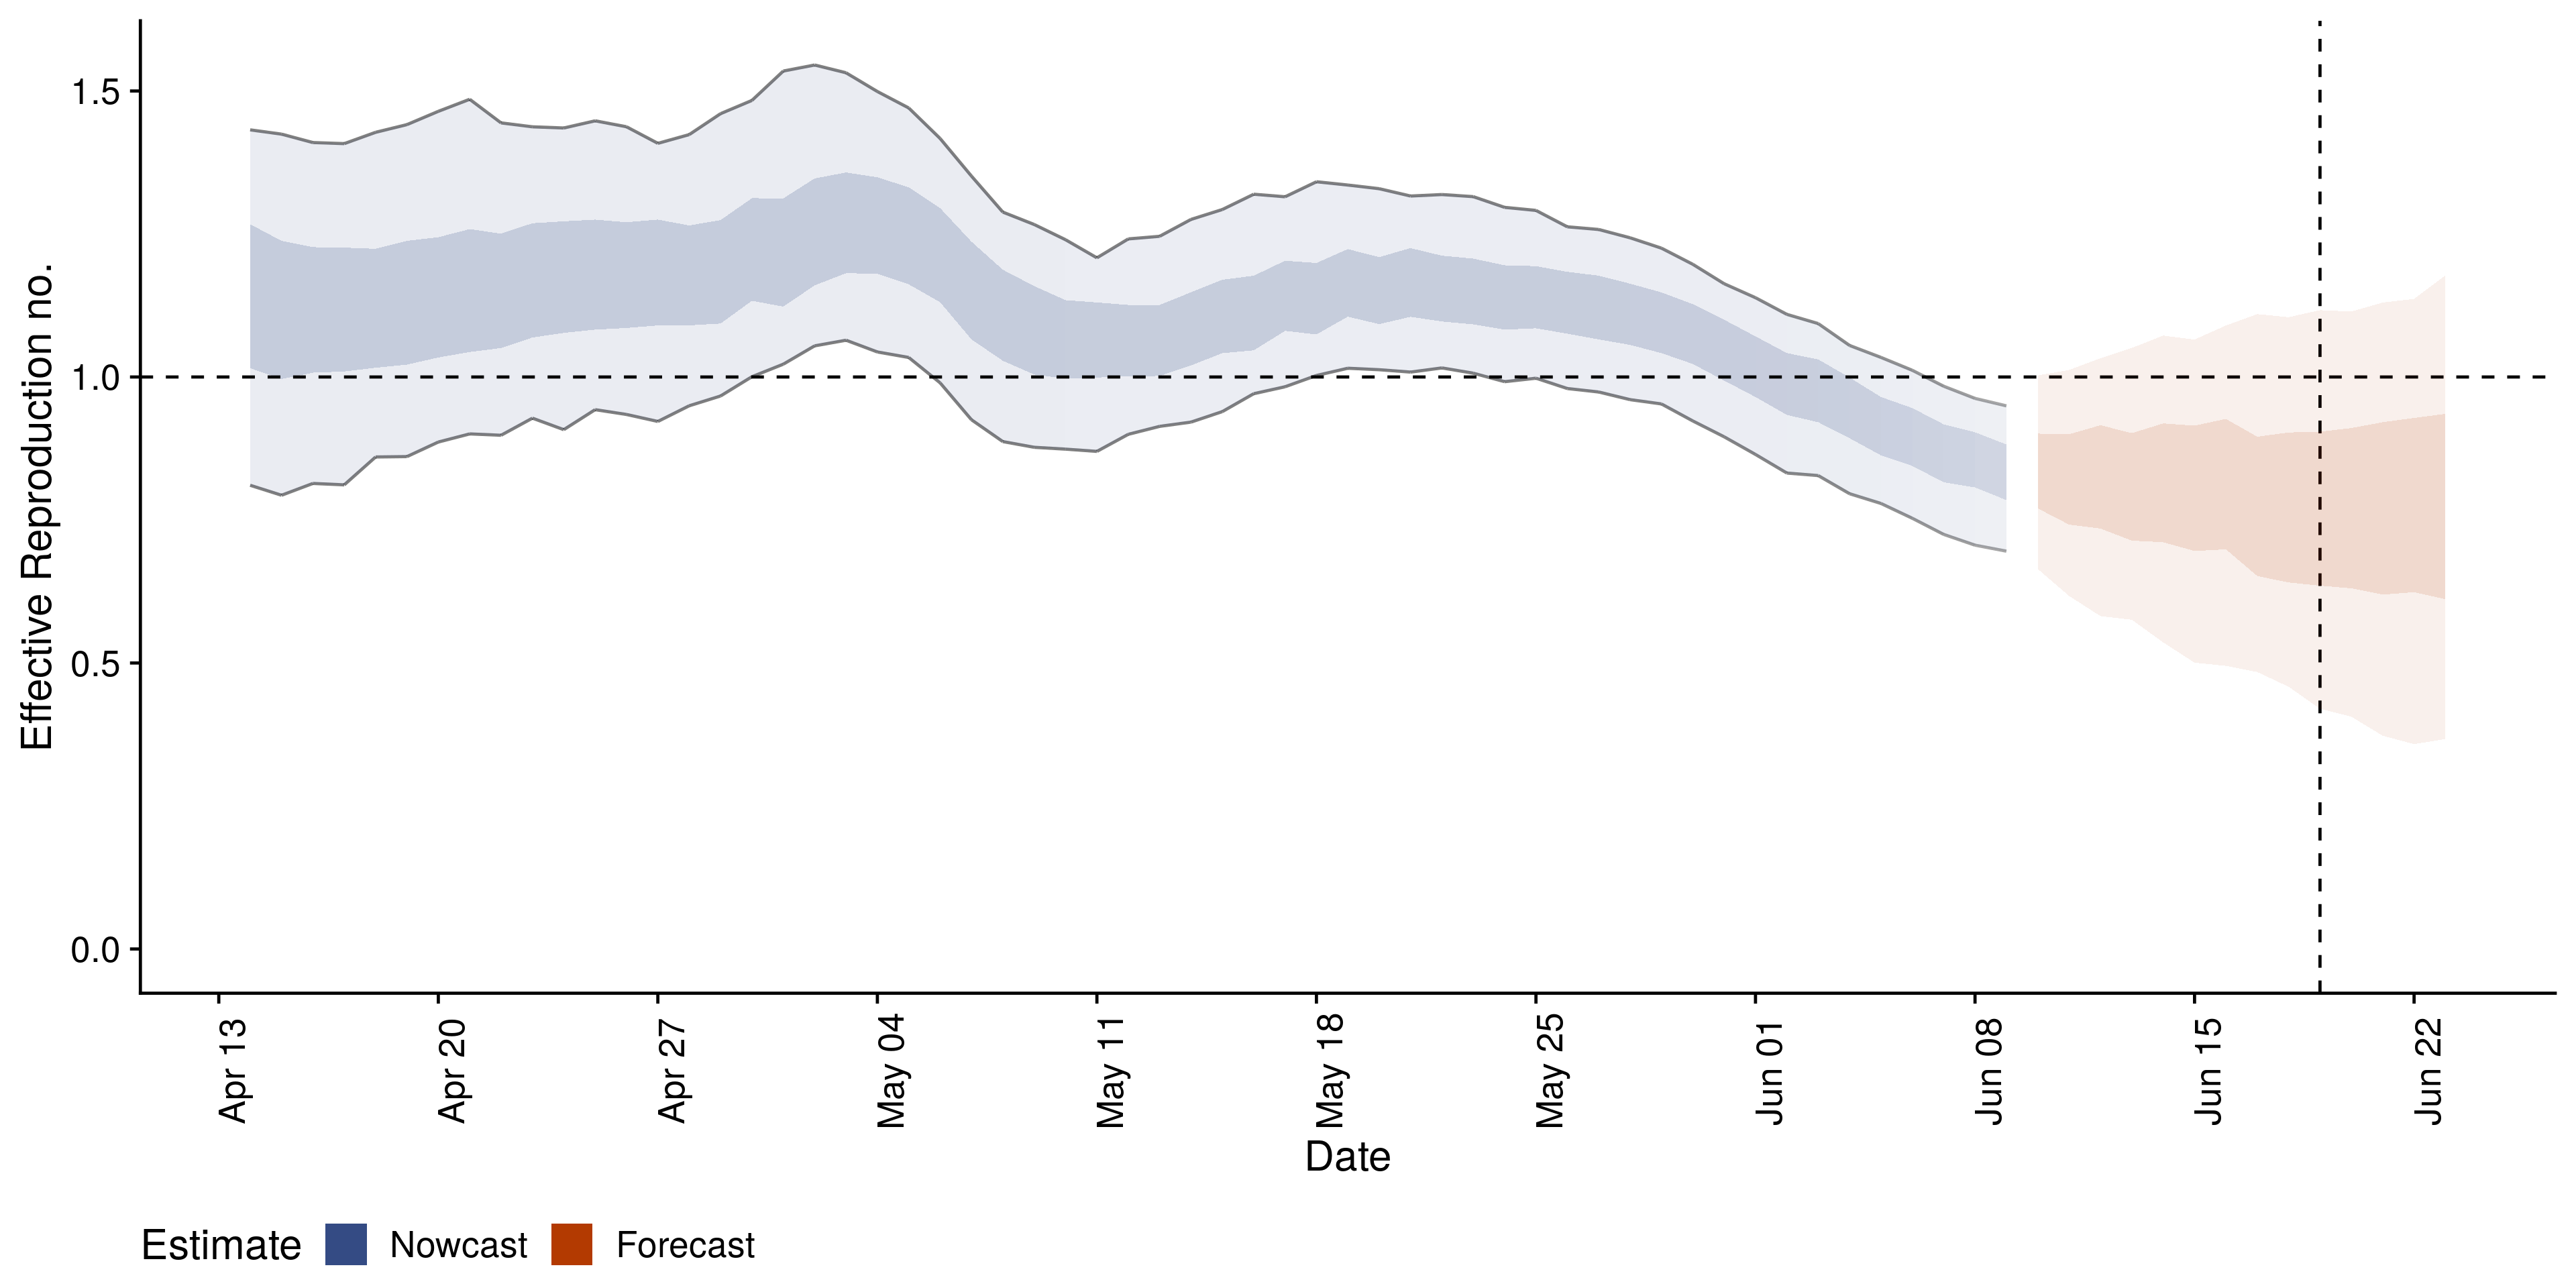 Effective Reproduction no.
1.5
1.0
0.5
0.0
Apr 13
Apr 20
Apr 27
May 04
May 11
May 18
May 25
Jun 01
Jun 08
Jun 15
Jun 22
Date
Estimate Nowcast Forecast